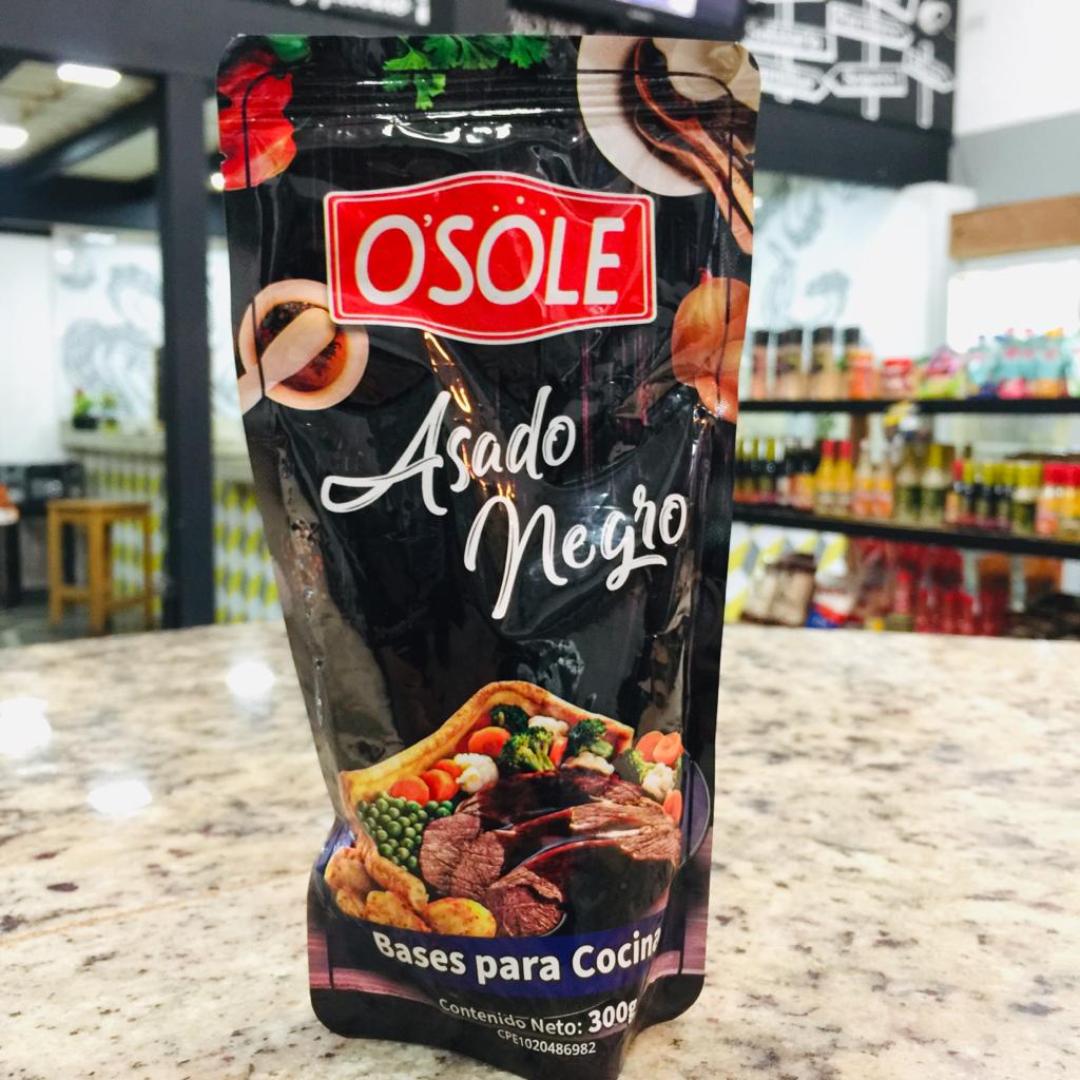 O'SOLE
Asado
Negro
Bases para Cocina
Contenido Neto: 300g
CPE1020486982